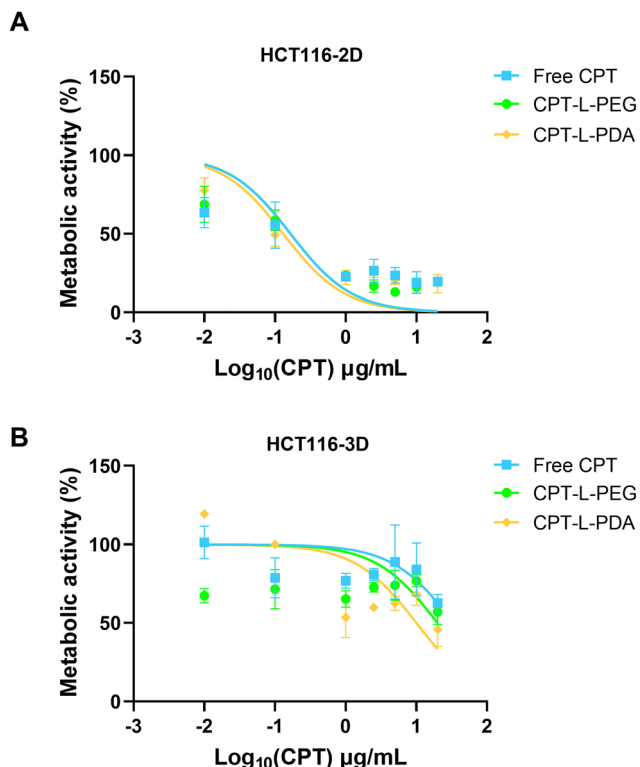 A
HCT116-2D
Metabolic activity (%)
150
100
50
0
-3
-2
-1
0
1
2
Log₁₀(CPT) µg/mL
Free CPT
CPT-L-PEG
CPT-L-PDA
B
HCT116-3D
Metabolic activity (%)
150
100
50
0
-3
-2
-1
0
1
2
Log₁₀(CPT) µg/mL
Free CPT
CPT-L-PEG
CPT-L-PDA